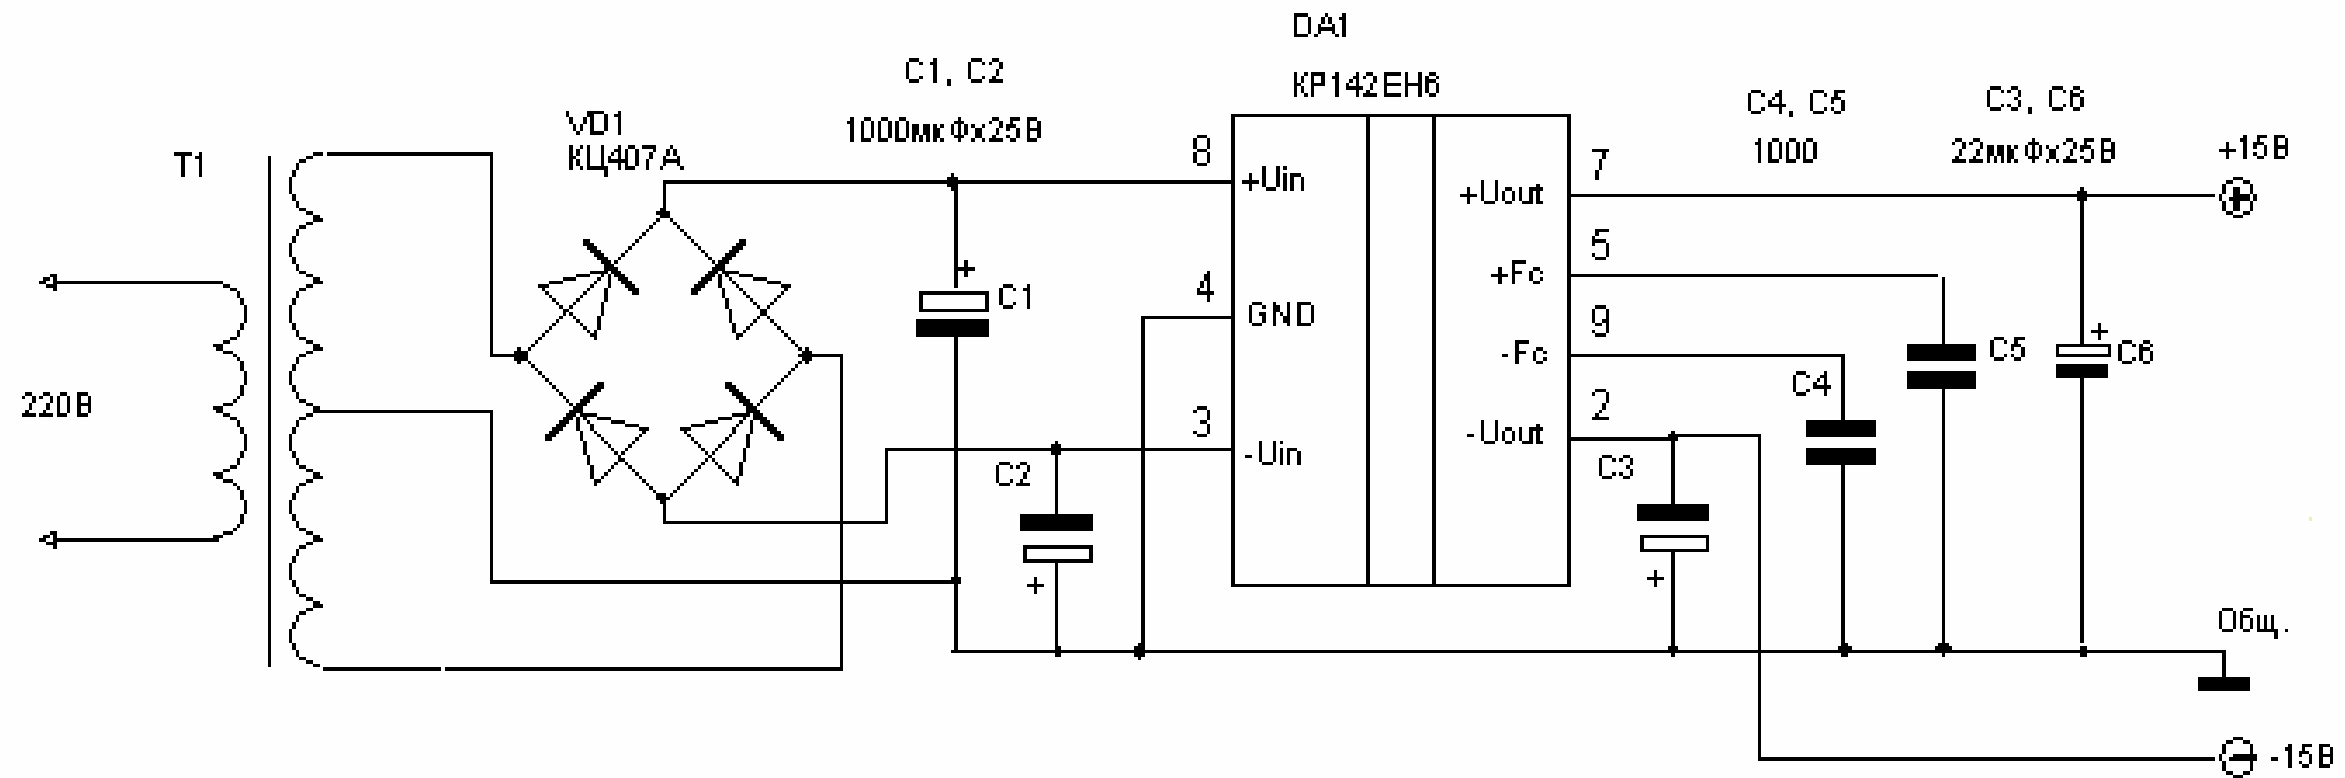 DA1
КР142ЕН6
C1, C2
1000мкФх25В
C4, C5
1000
C3, C6
22мкФх25В
+15В
VD1
КЦ407А
T1
8
+Uin
7
+Uout
5
+Fc
+
C1
4
GND
9
-Fc
+
C6
C5
C4
220В
3
-Uin
2
-Uout
C2
C3
+
+
Общ.
-15В